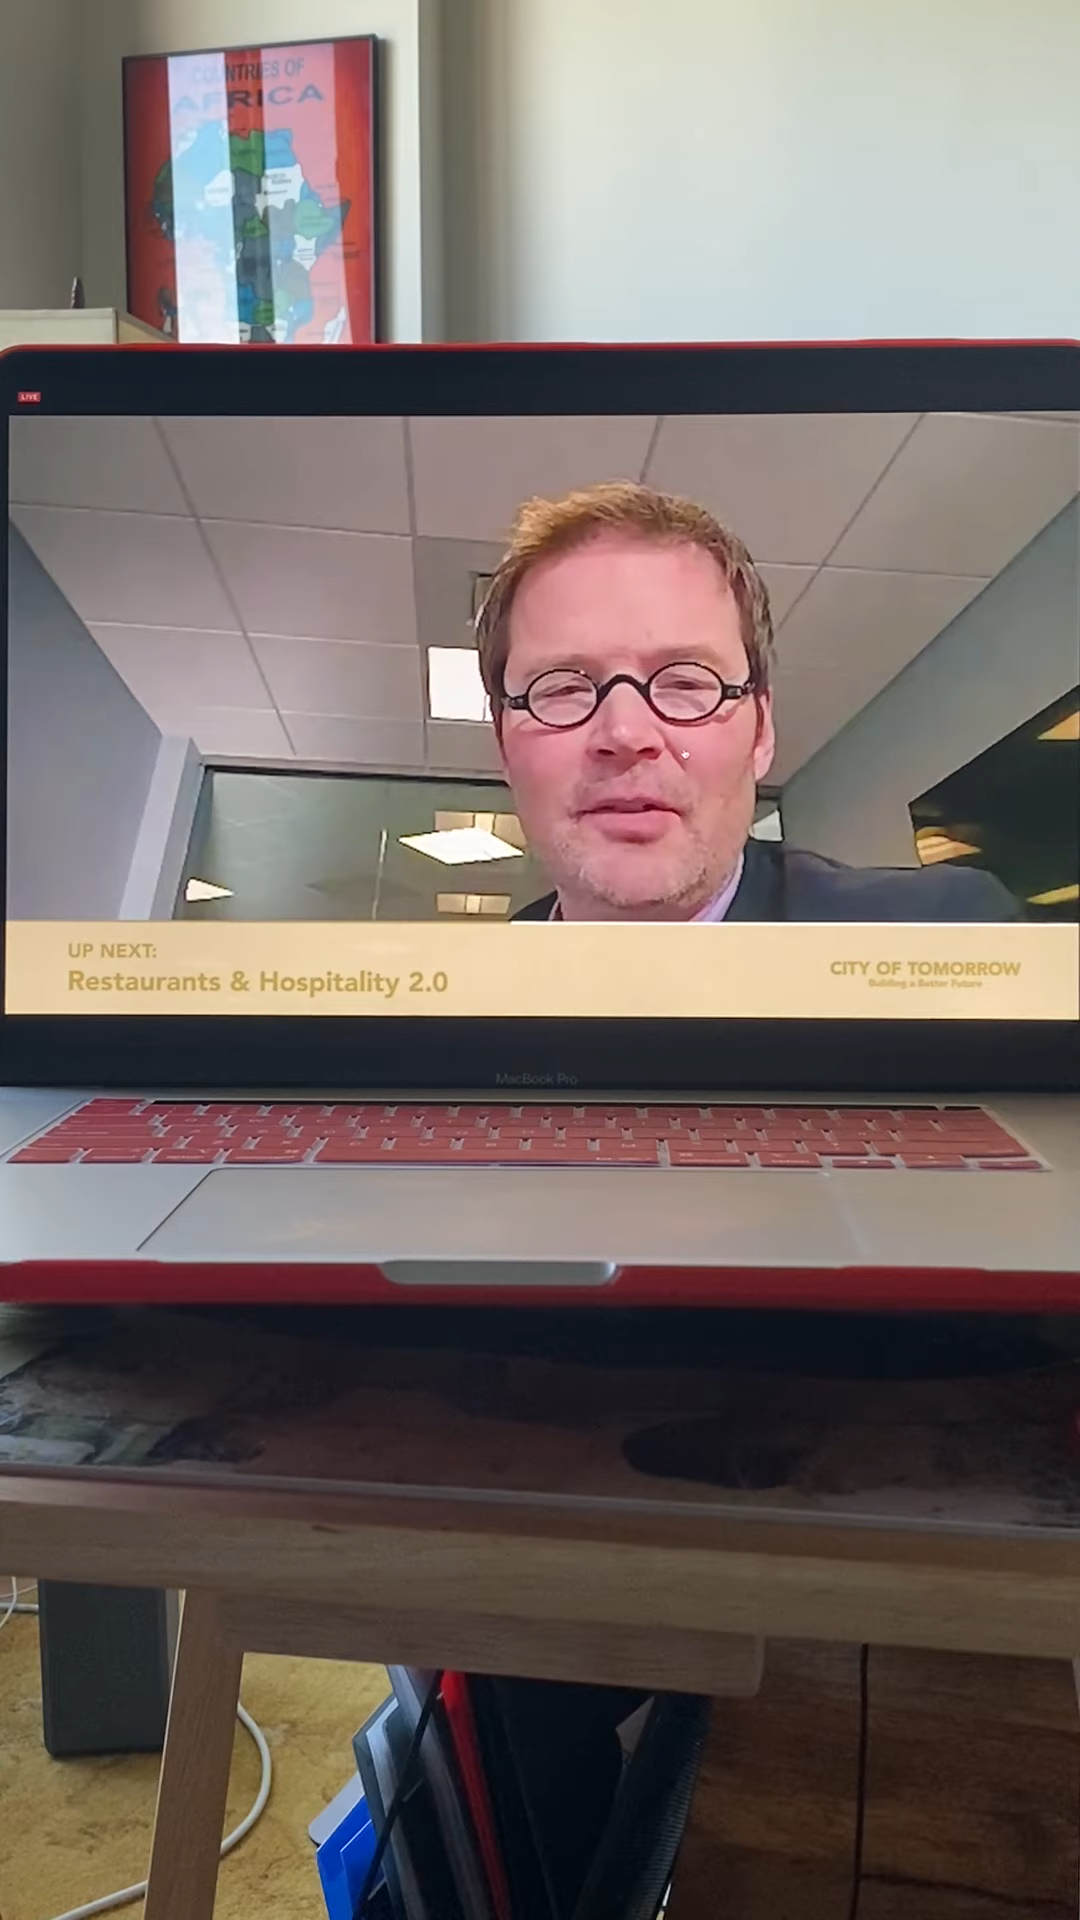 COUNTRIES OF
AFRICA
LIVE
UP NEXT:
Restaurants & Hospitality 2.0
CITY OF TOMORROW
Building a Better Future
MacBook Pro